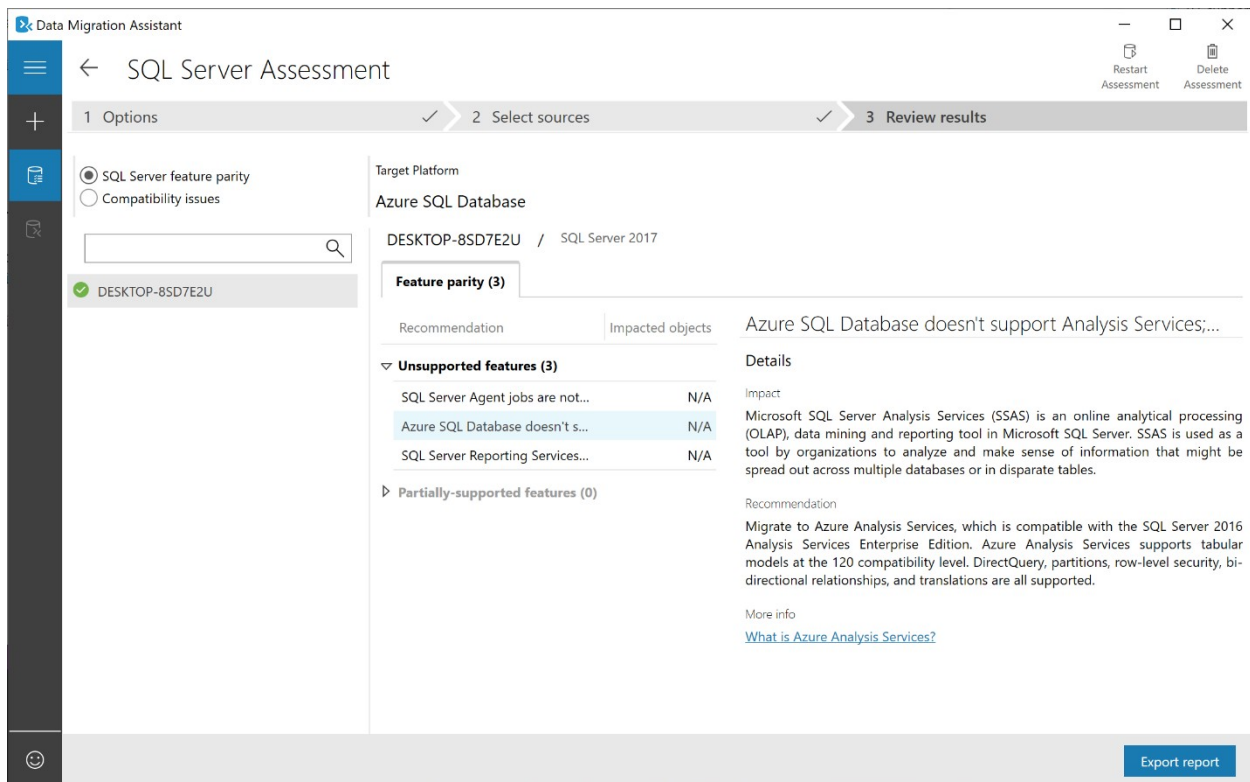 Data Migration Assistant
SQL Server Assessment
Restart
Assessment
Delete
Assessment
1 Options
2 Select sources
3 Review results
SQL Server feature parity
Compatibility issues
DESKTOP-8SD7E2U
Target Platform
Azure SQL Database
DESKTOP-8SD7E2U / SQL Server 2017
Feature parity (3)
Recommendation Impacted objects
Unsupported features (3)
SQL Server Agent jobs are not... N/A
Azure SQL Database doesn't s... N/A
SQL Server Reporting Services... N/A
Partially-supported features (0)
Azure SQL Database doesn't support Analysis Services;...
Details
Impact
Microsoft SQL Server Analysis Services (SSAS) is an online analytical processing
(OLAP), data mining and reporting tool in Microsoft SQL Server. SSAS is used as a
tool by organizations to analyze and make sense of information that might be
spread out across multiple databases or in disparate tables.
Recommendation
Migrate to Azure Analysis Services, which is compatible with the SQL Server 2016
Analysis Services Enterprise Edition. Azure Analysis Services supports tabular
models at the 120 compatibility level. DirectQuery, partitions, row-level security, bi-
directional relationships, and translations are all supported.
More info
What is Azure Analysis Services?
Export report